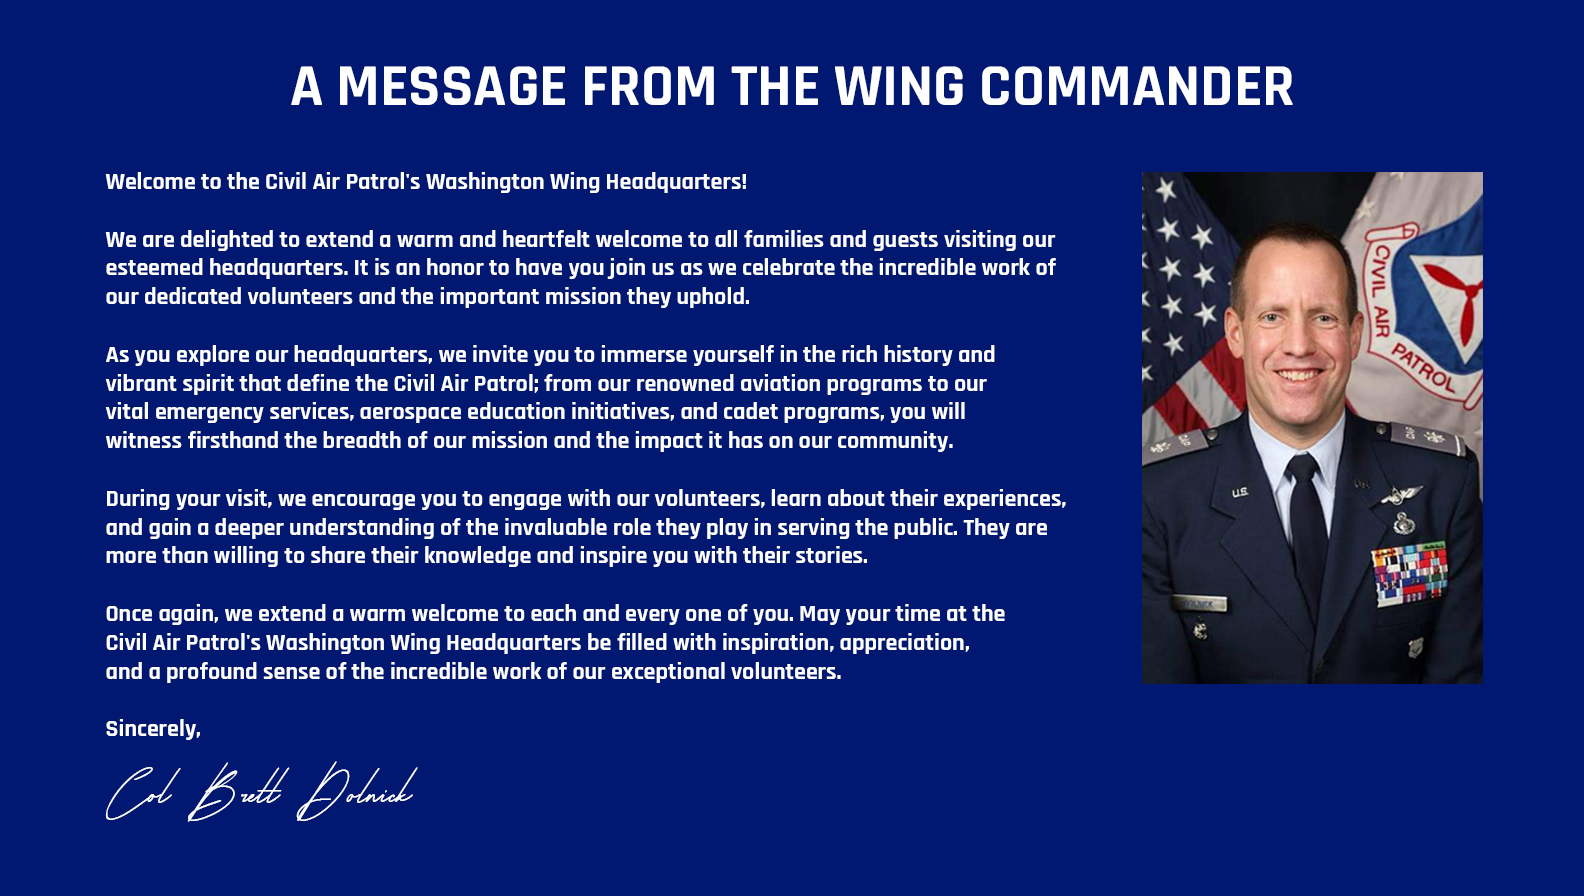 A MESSAGE FROM THE WING COMMANDER
Welcome to the Civil Air Patrol's Washington Wing Headquarters!
We are delighted to extend a warm and heartfelt welcome to all families and guests visiting our
esteemed headquarters. It is an honor to have you join us as we celebrate the incredible work of
our dedicated volunteers and the important mission they uphold.
As you explore our headquarters, we invite you to immerse yourself in the rich history and
vibrant spirit that define the Civil Air Patrol; from our renowned aviation programs to our
vital emergency services, aerospace education initiatives, and cadet programs, you will
witness firsthand the breadth of our mission and the impact it has on our community.
During your visit, we encourage you to engage with our volunteers, learn about their experiences,
and gain a deeper understanding of the invaluable role they play in serving the public. They are
more than willing to share their knowledge and inspire you with their stories.
Once again, we extend a warm welcome to each and every one of you. May your time at the
Civil Air Patrol's Washington Wing Headquarters be filled with inspiration, appreciation,
and a profound sense of the incredible work of our exceptional volunteers.
Sincerely,
Col Brett Dolnick
CIVIL AIR PATROL
CAP
CAP
U.S.